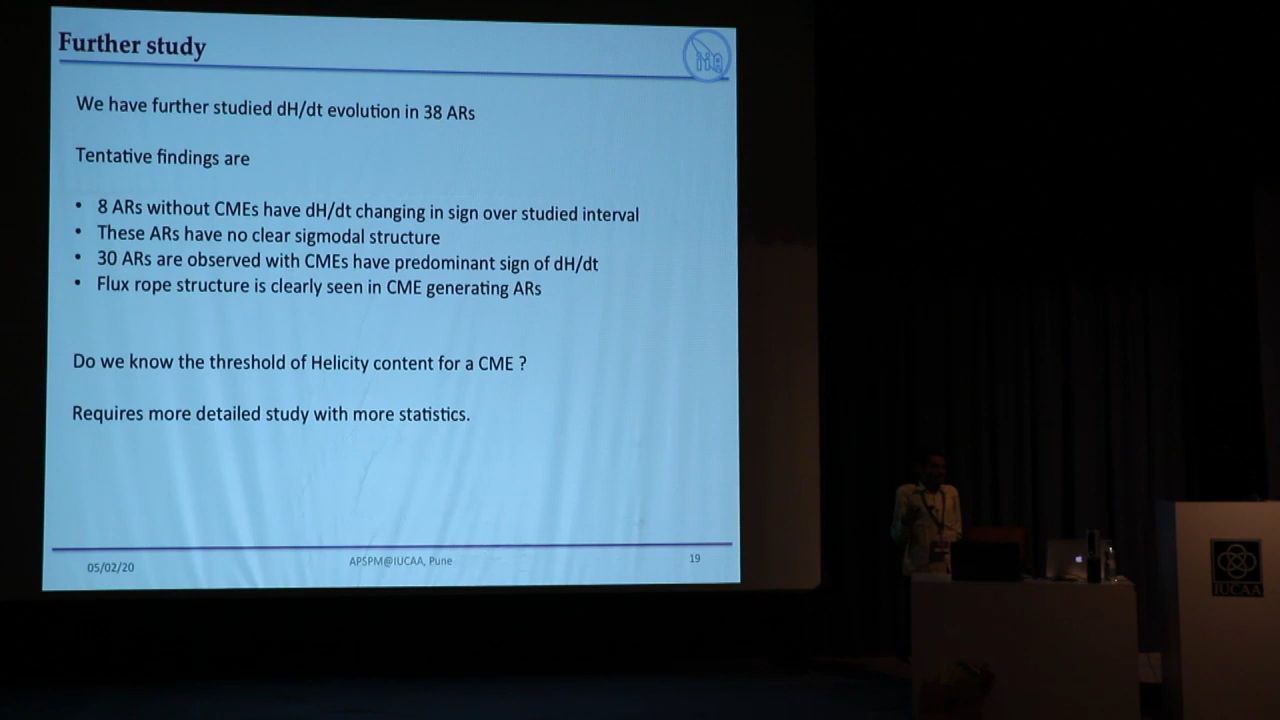 Further study
We have further studied dH/dt evolution in 38 ARs
Tentative findings are
• 8 ARs without CMEs have dH/dt changing in sign over studied interval
• These ARs have no clear sigmodal structure
• 30 ARs are observed with CMEs have predominant sign of dH/dt
• Flux rope structure is clearly seen in CME generating ARs
Do we know the threshold of Helicity content for a CME ?
Requires more detailed study with more statistics.
05/02/20
APSPM@IUCAA, Pune
19
IUCAA